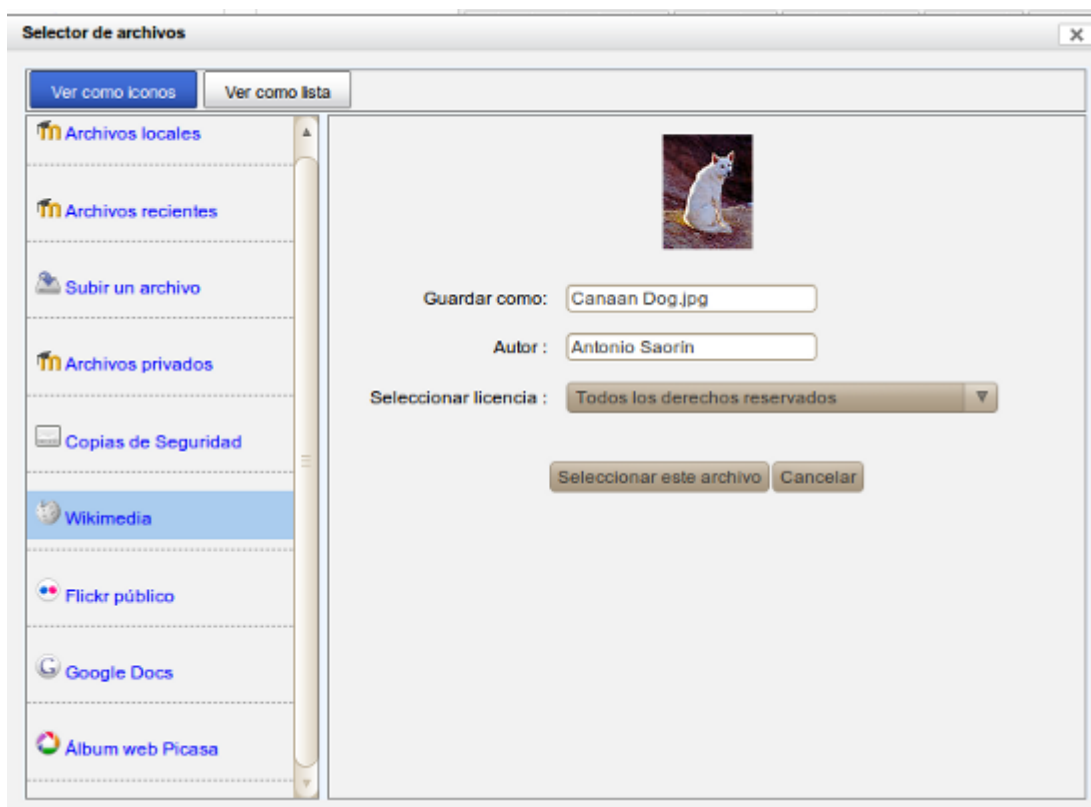 Selector de archivos
Ver como iconos
Ver como lista
Archivos locales
Archivos recientes
Subir un archivo
Archivos privados
Copias de Seguridad
Wikimedia
Flickr público
Google Docs
Álbum web Picasa
Guardar como: Canaan Dog.jpg
Autor : Antonio Saorin
Seleccionar licencia : Todos los derechos reservados
Seleccionar este archivo Cancelar